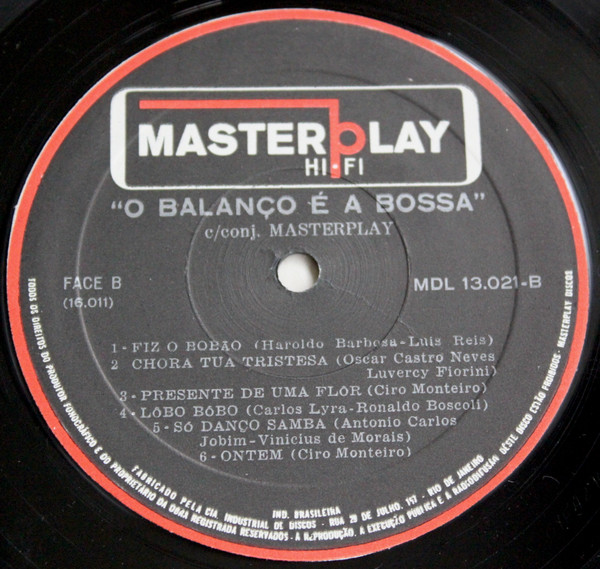 MASTERPLAY
HI·FI
"O BALANÇO É A BOSSA"
c/conj. MASTERPLAY
FACE B
(16.011)
MDL 13.021-B
1 - FIZ O BOBÃO (Haroldo Barbosa-Luis Reis)
2 CHORA TUA TRISTESA (Oscar Castro Neves
Luvercy Fiorini)
3 - PRESENTE DE UMA FLÔR (Ciro Monteiro)
4 - LÔBO BÔBO (Carlos Lyra-Ronaldo Boscoli)
5 - SÓ DANÇO SAMBA (Antonio Carlos
Jobim-Vinicius de Morais)
6 - ONTEM (Ciro Monteiro)
IND. BRASILEIRA
FABRICADO PELA CIA INDUSTRIAL DE DISCOS - RUA 29 DE JULHO, 157 - RIO DE JANEIRO
TODOS OS DIREITOS DO PRODUTOR FONOGRÁFICO E DO PROPRIETÁRIO DA OBRA REGISTRADA RESERVADOS - A REPRODUÇÃO, A EXECUÇÃO PÚBLICA E A RADIODIFUSÃO DÊSTE DISCO ESTÃO PROIBIDOS - MASTERPLAY DISCOS